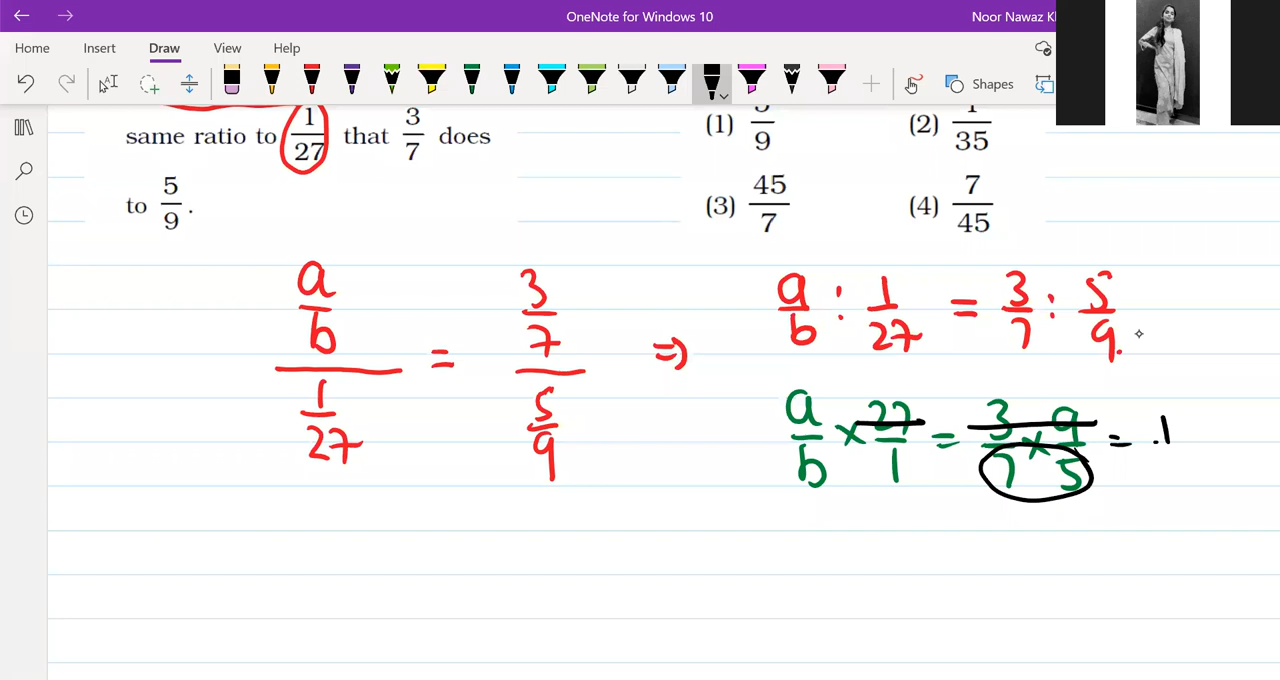 OneNote for Windows 10
Noor Nawaz
Home Insert Draw View Help
Shapes
same ratio to 1/27 that 3/7 does
to 5/9.
(1) /9 (2) /35
(3) 45/7 (4) 7/45
a/b / 1/27 = 3/7 / 5/9 ⇒ a/b : 1/27 = 3/7 : 5/9.
a/b × 27/1 = 3/7 × 9/5 = .1